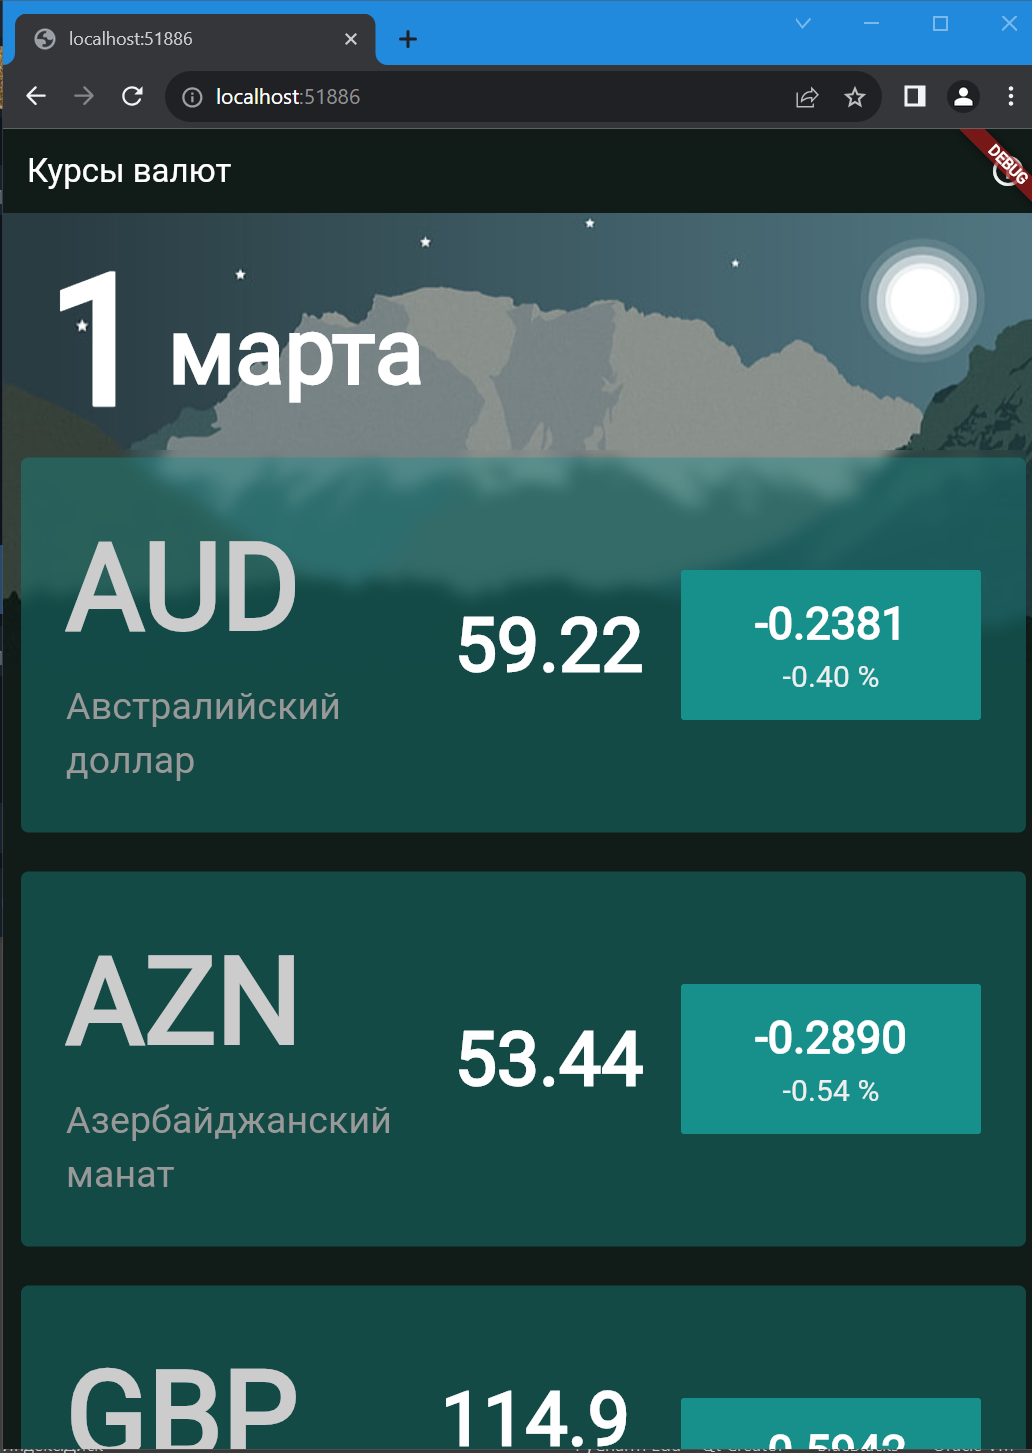 localhost:51886
localhost:51886
Курсы валют
DEBUG
1 марта
AUD
59.22
-0.2381
-0.40 %
Австралийский
доллар
AZN
53.44
-0.2890
-0.54 %
Азербайджанский
манат
GBP
114.9